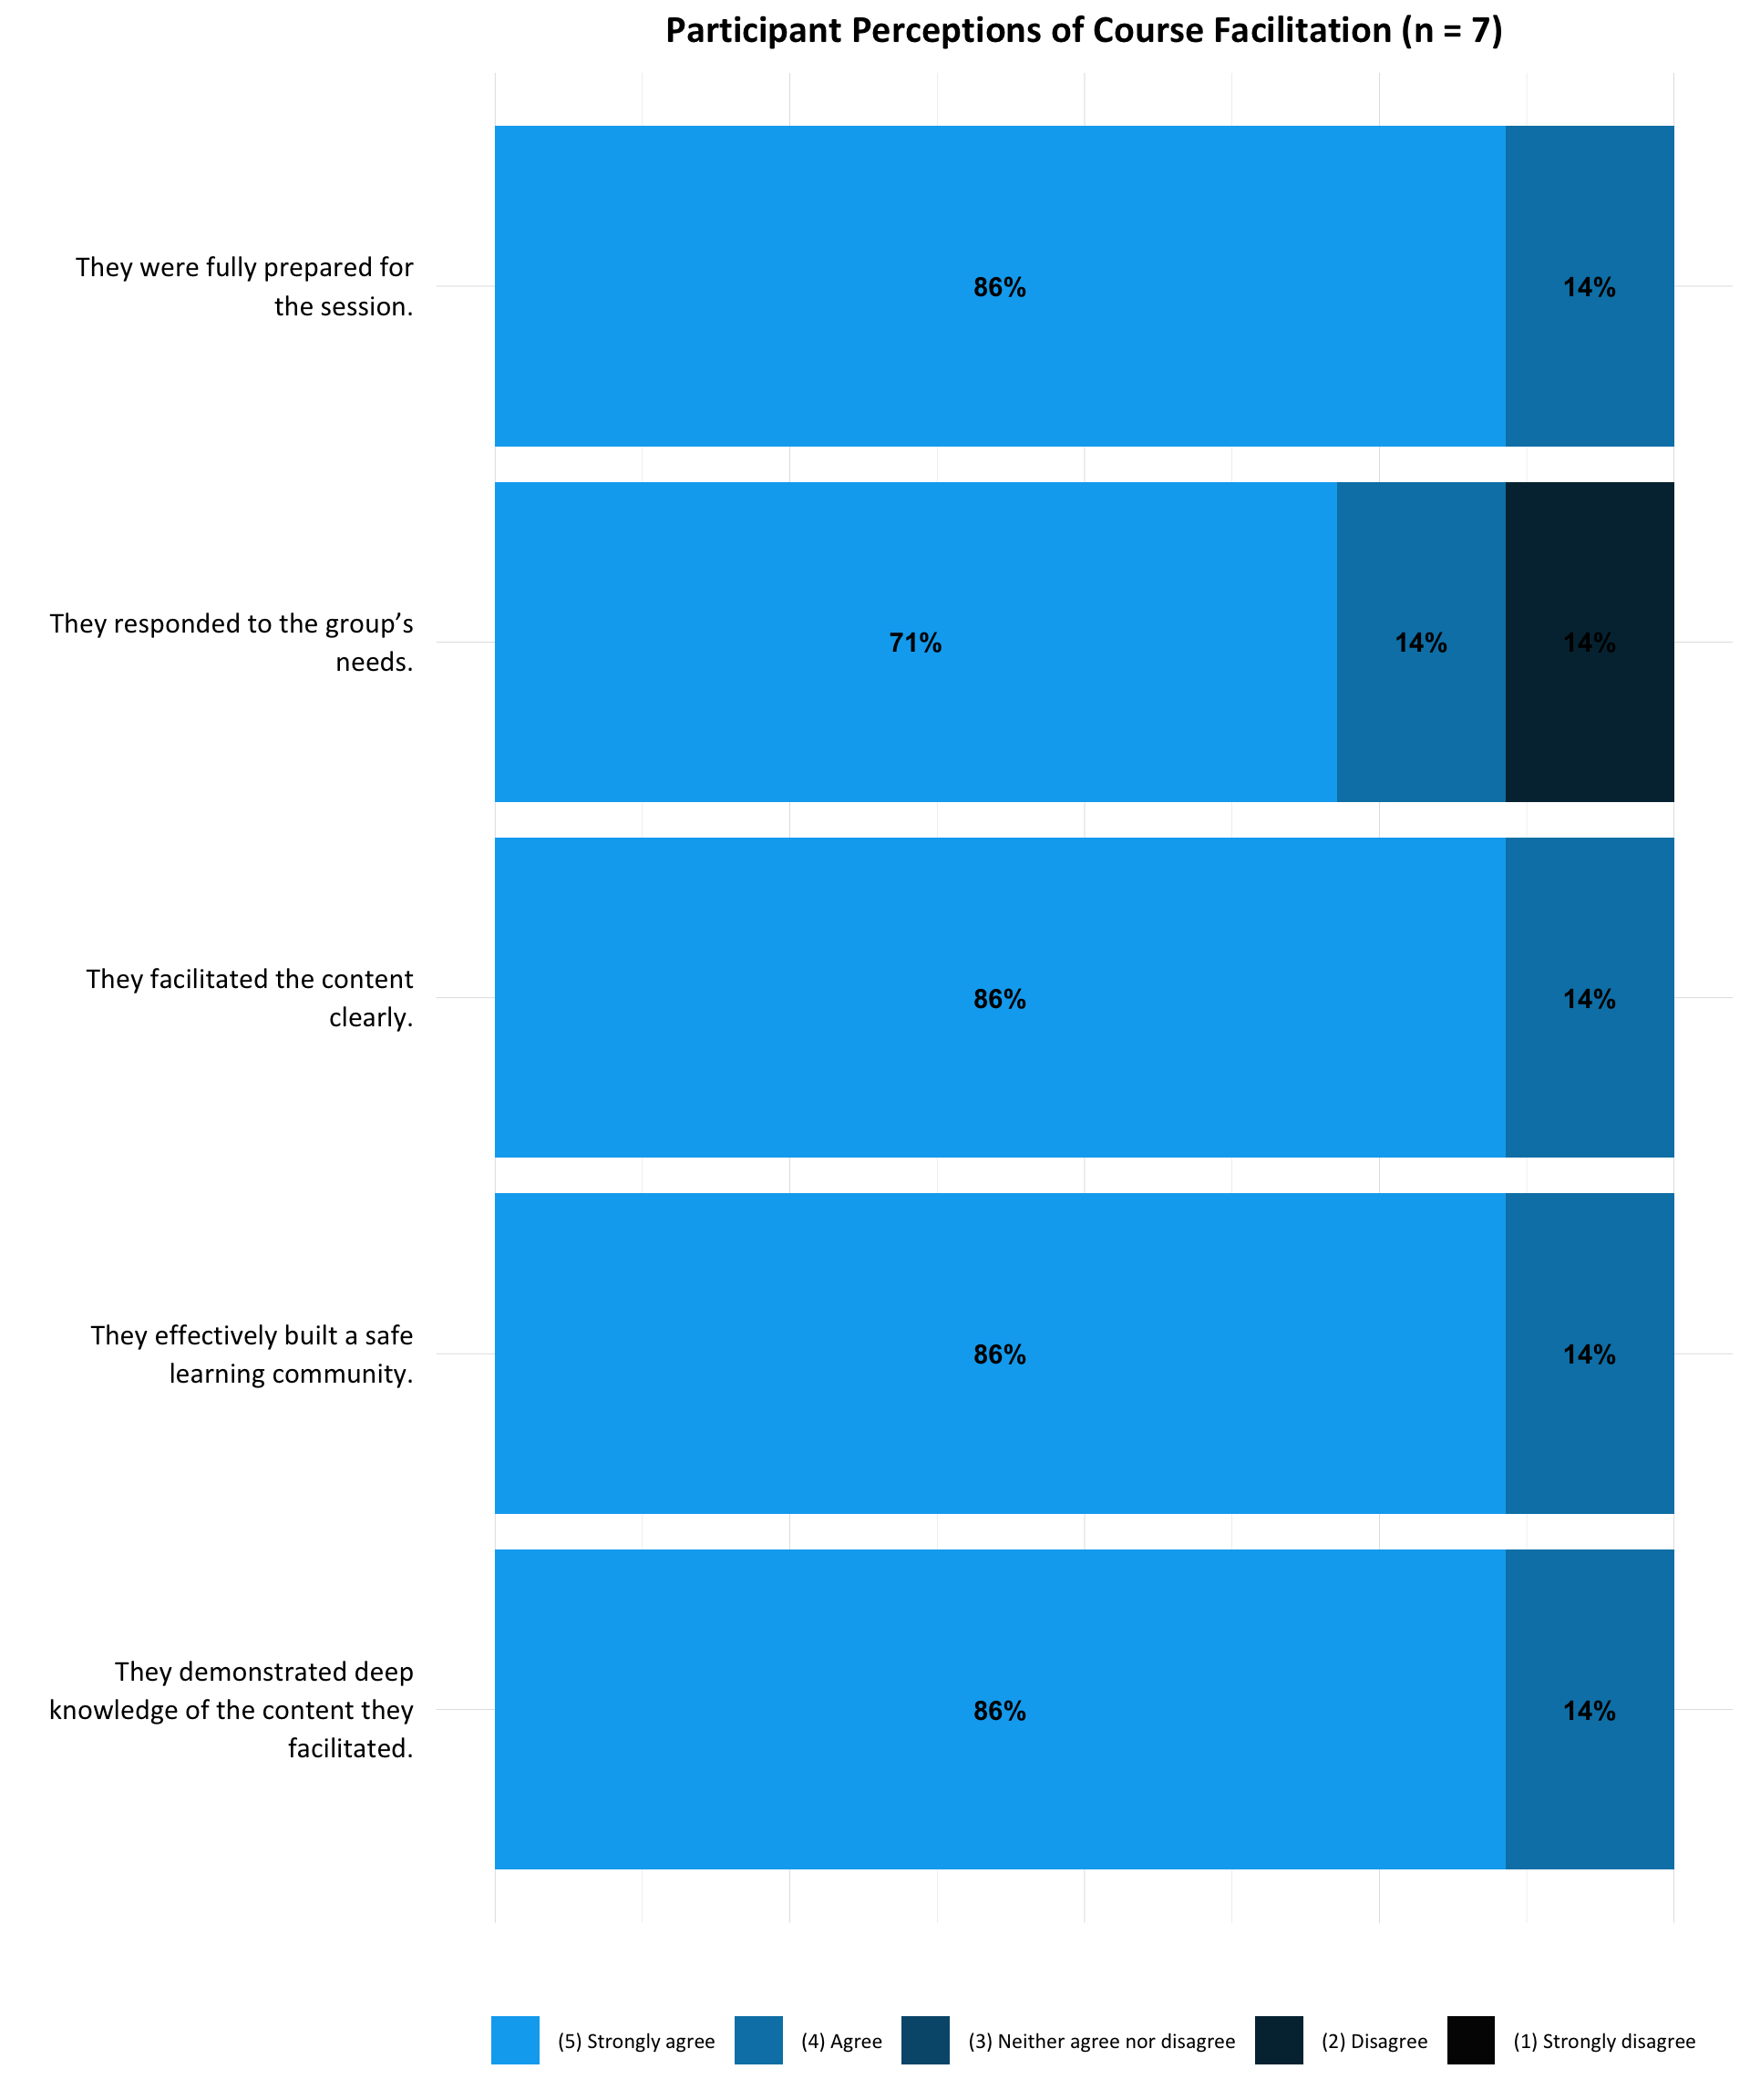 Participant Perceptions of Course Facilitation (n = 7)
They were fully prepared for
the session.
86%
14%
They responded to the group’s
needs.
71%
14%
14%
They facilitated the content
clearly.
86%
14%
They effectively built a safe
learning community.
86%
14%
They demonstrated deep
knowledge of the content they
facilitated.
86%
14%
(5) Strongly agree
(4) Agree
(3) Neither agree nor disagree
(2) Disagree
(1) Strongly disagree